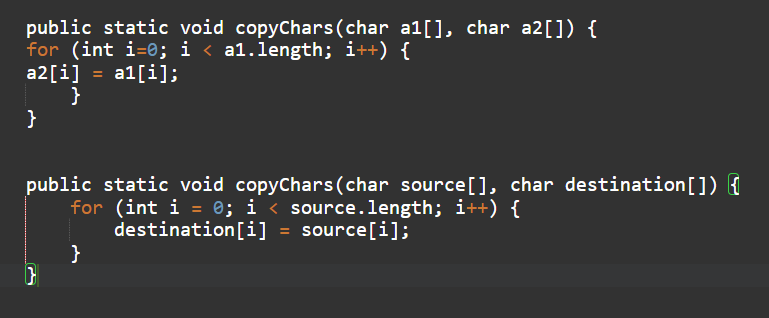 public static void copyChars(char a1[], char a2[]) {
for (int i=0; i < a1.length; i++) {
a2[i] = a1[i];
    }
}
public static void copyChars(char source[], char destination[]) {
    for (int i = 0; i < source.length; i++) {
        destination[i] = source[i];
    }
}